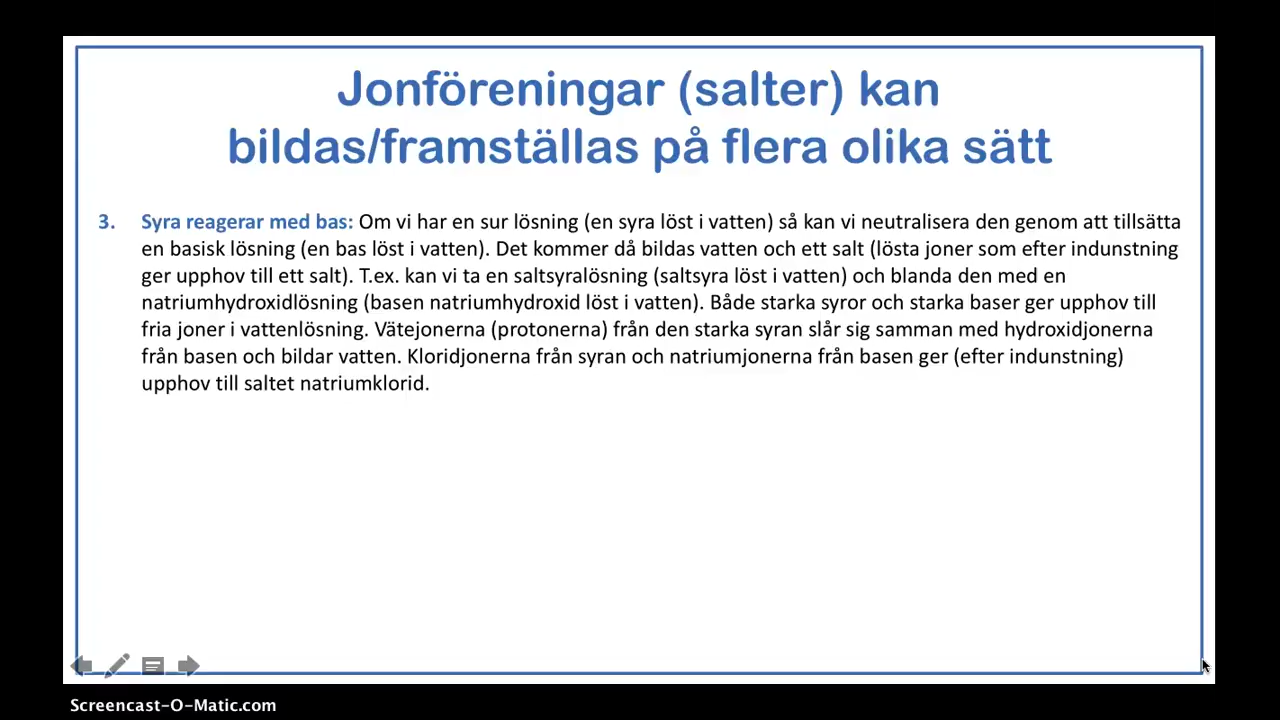 Jonföreningar (salter) kan
bildas/framställas på flera olika sätt
3. Syra reagerar med bas: Om vi har en sur lösning (en syra löst i vatten) så kan vi neutralisera den genom att tillsätta
en basisk lösning (en bas löst i vatten). Det kommer då bildas vatten och ett salt (lösta joner som efter indunstning
ger upphov till ett salt). T.ex. kan vi ta en saltsyralösning (saltsyra löst i vatten) och blanda den med en
natriumhydroxidlösning (basen natriumhydroxid löst i vatten). Både starka syror och starka baser ger upphov till
fria joner i vattenlösning. Vätejonerna (protonerna) från den starka syran slår sig samman med hydroxidjonerna
från basen och bildar vatten. Kloridjonerna från syran och natriumjonerna från basen ger (efter indunstning)
upphov till saltet natriumklorid.
Screencast-O-Matic.com